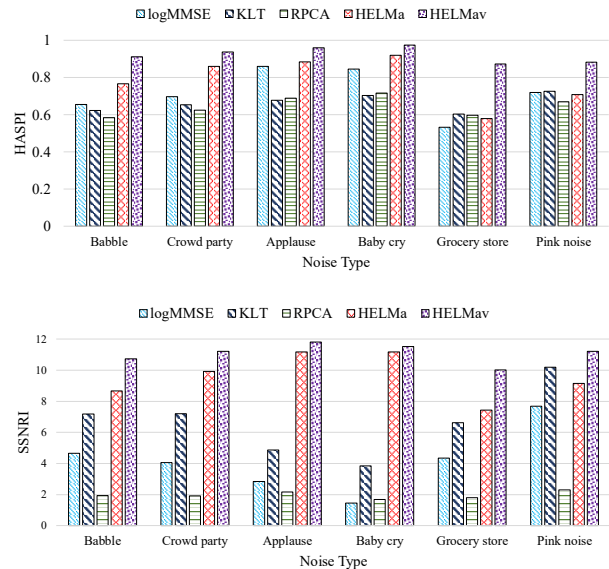 logMMSE KLT RPCA HELMa HELMav
1
0.8
0.6
0.4
0.2
0
HASPI
Babble Crowd party Applause Baby cry Grocery store Pink noise
Noise Type
logMMSE KLT RPCA HELMa HELMav
12
10
8
6
4
2
0
SSNRI
Babble Crowd party Applause Baby cry Grocery store Pink noise
Noise Type